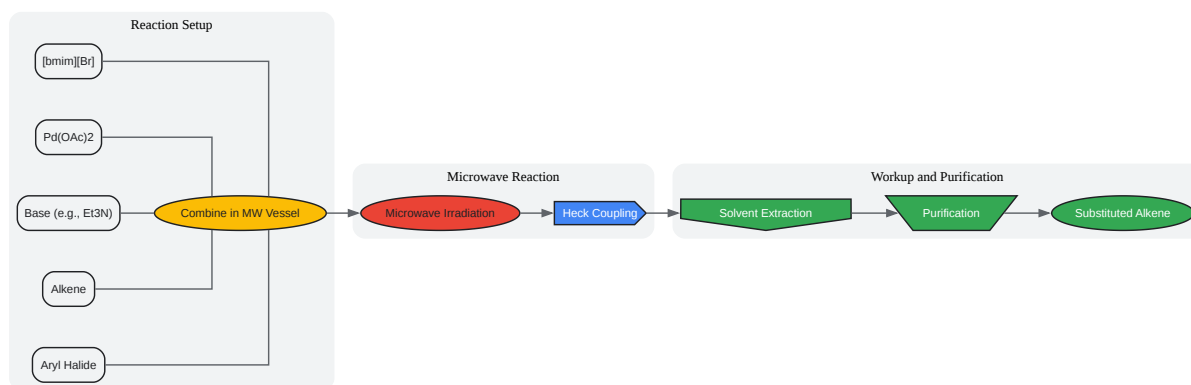 Reaction Setup
[bmim][Br]
Pd(OAc)2
Base (e.g., Et3N)
Alkene
Aryl Halide
Combine in MW Vessel
Microwave Reaction
Microwave Irradiation
Heck Coupling
Workup and Purification
Solvent Extraction
Purification
Substituted Alkene